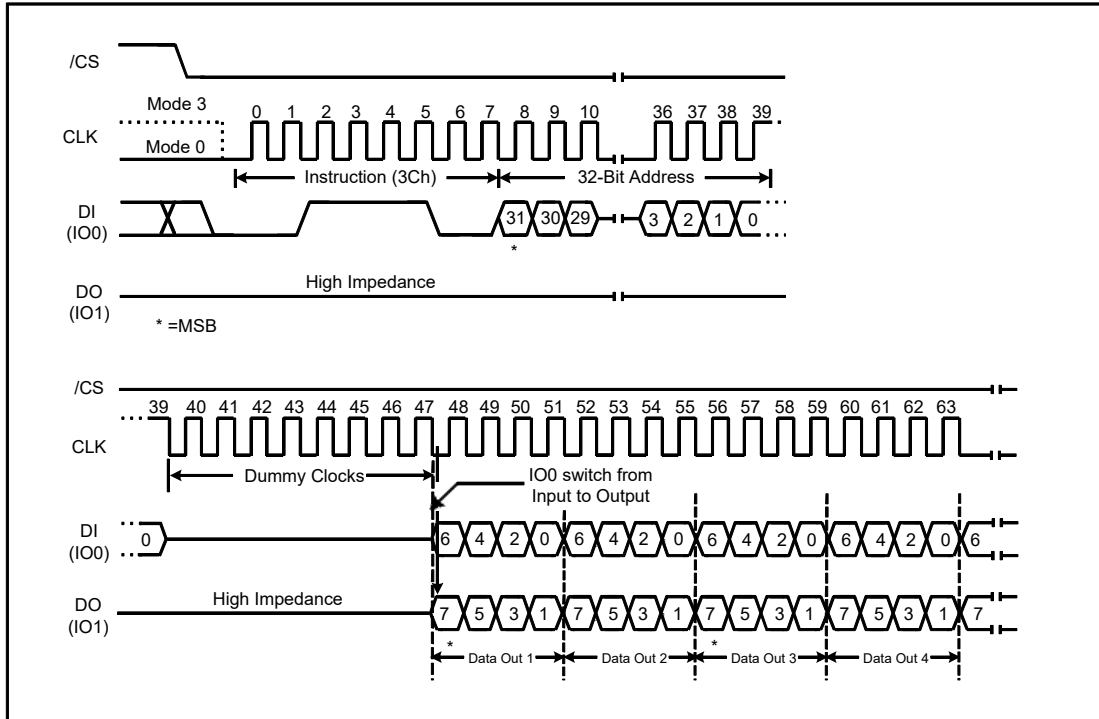 /CS
Mode 3
0 1 2 3 4 5 6 7 8 9 10 36 37 38 39
CLK
Mode 0
Instruction (3Ch) 32-Bit Address
DI
(IO0)
31 30 29 3 2 1 0
*
High Impedance
DO
(IO1)
* =MSB
/CS
39 40 41 42 43 44 45 46 47 48 49 50 51 52 53 54 55 56 57 58 59 60 61 62 63
CLK
Dummy Clocks
IO0 switch from
Input to Output
DI
(IO0)
0 6 4 2 0 6 4 2 0 6 4 2 0 6 4 2 0 6
High Impedance
DO
(IO1)
7 5 3 1 7 5 3 1 7 5 3 1 7 5 3 1 7
* *
Data Out 1 Data Out 2 Data Out 3 Data Out 4